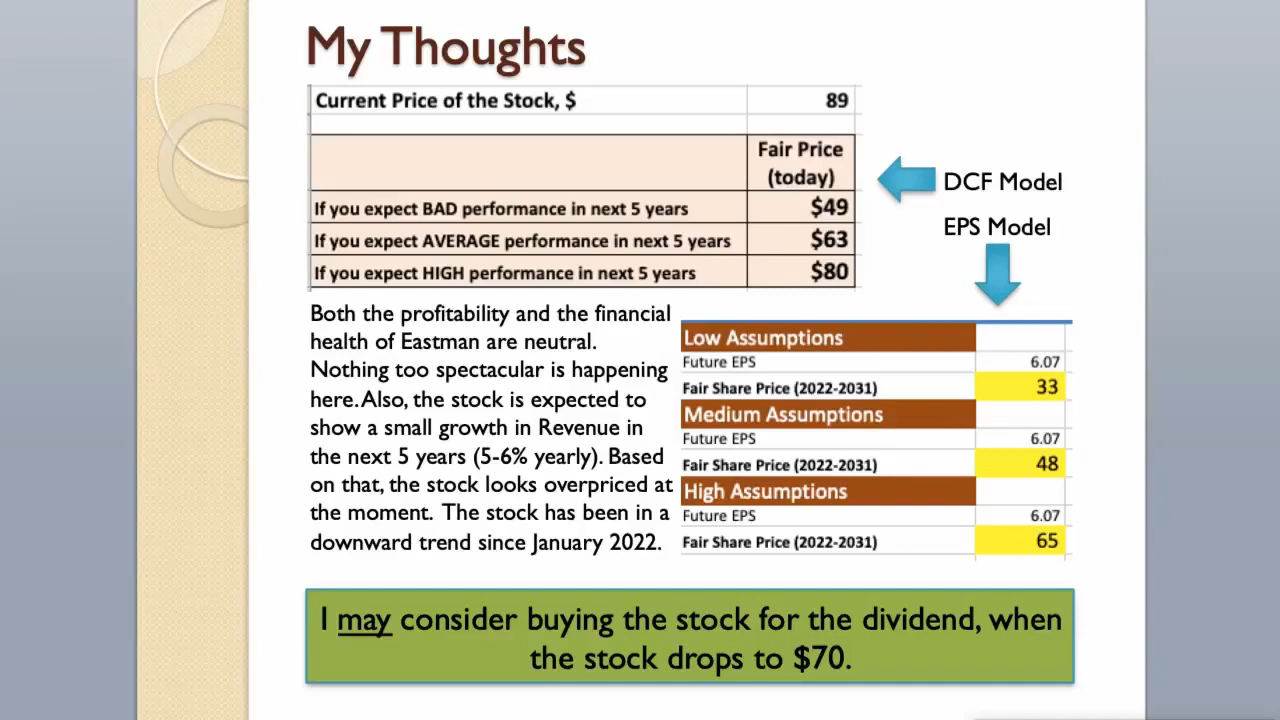 My Thoughts
Current Price of the Stock, $ 89
Fair Price
(today)
If you expect BAD performance in next 5 years $49
If you expect AVERAGE performance in next 5 years $63
If you expect HIGH performance in next 5 years $80
DCF Model
EPS Model
Both the profitability and the financial
health of Eastman are neutral.
Nothing too spectacular is happening
here. Also, the stock is expected to
show a small growth in Revenue in
the next 5 years (5-6% yearly). Based
on that, the stock looks overpriced at
the moment. The stock has been in a
downward trend since January 2022.
Low Assumptions
Future EPS 6.07
Fair Share Price (2022-2031) 33
Medium Assumptions
Future EPS 6.07
Fair Share Price (2022-2031) 48
High Assumptions
Future EPS 6.07
Fair Share Price (2022-2031) 65
I may consider buying the stock for the dividend, when
the stock drops to $70.